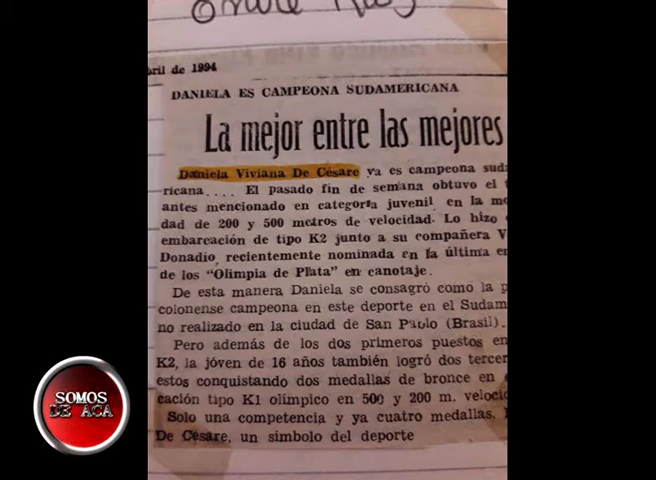 bril de 1994
DANIELA ES CAMPEONA SUDAMERICANA
La mejor entre las mejores
Daniela Viviana De Césare ya es campeona suda
ricana.... El pasado fin de semana obtuvo el t
antes mencionado en categoría juvenil en la mo
dad de 200 y 500 metros de velocidad. Lo hizo
embarcación de tipo K2 junto a su compañera V
Donadío, recientemente nominada en la última en
de los "Olimpia de Plata" en canotaje.
De esta manera Daniela se consagró como la p
colonense campeona en este deporte en el Sudam
no realizado en la ciudad de San Paolo (Brasil).
Pero además de los dos primeros puestos en
K2, la jóven de 16 años también logró dos tercer
estos conquistando dos medallas de bronce en
cación tipo K1 olímpico en 500 y 200 m. veloci
Solo una competencia y ya cuatro medallas,
De Césare, un símbolo del deporte
SOMOS
DE ACA